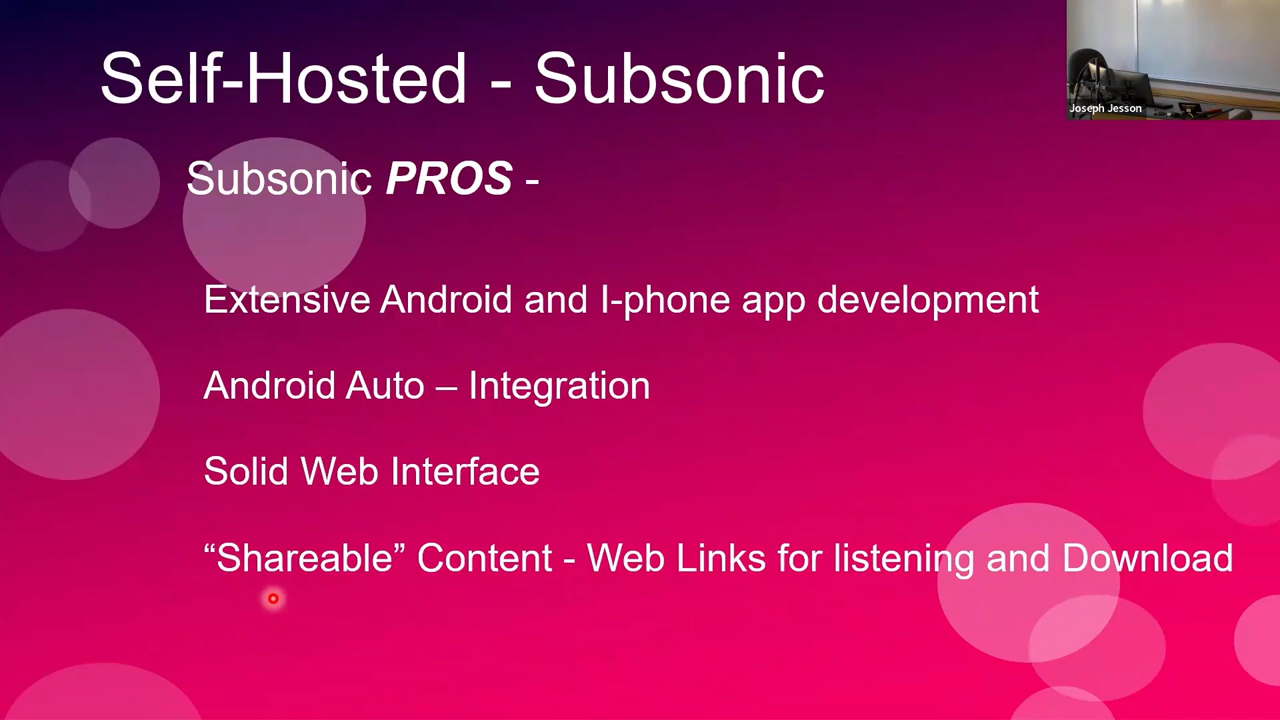 Self-Hosted - Subsonic
Joseph Jesson
Subsonic PROS -
Extensive Android and I-phone app development
Android Auto – Integration
Solid Web Interface
“Shareable” Content - Web Links for listening and Download